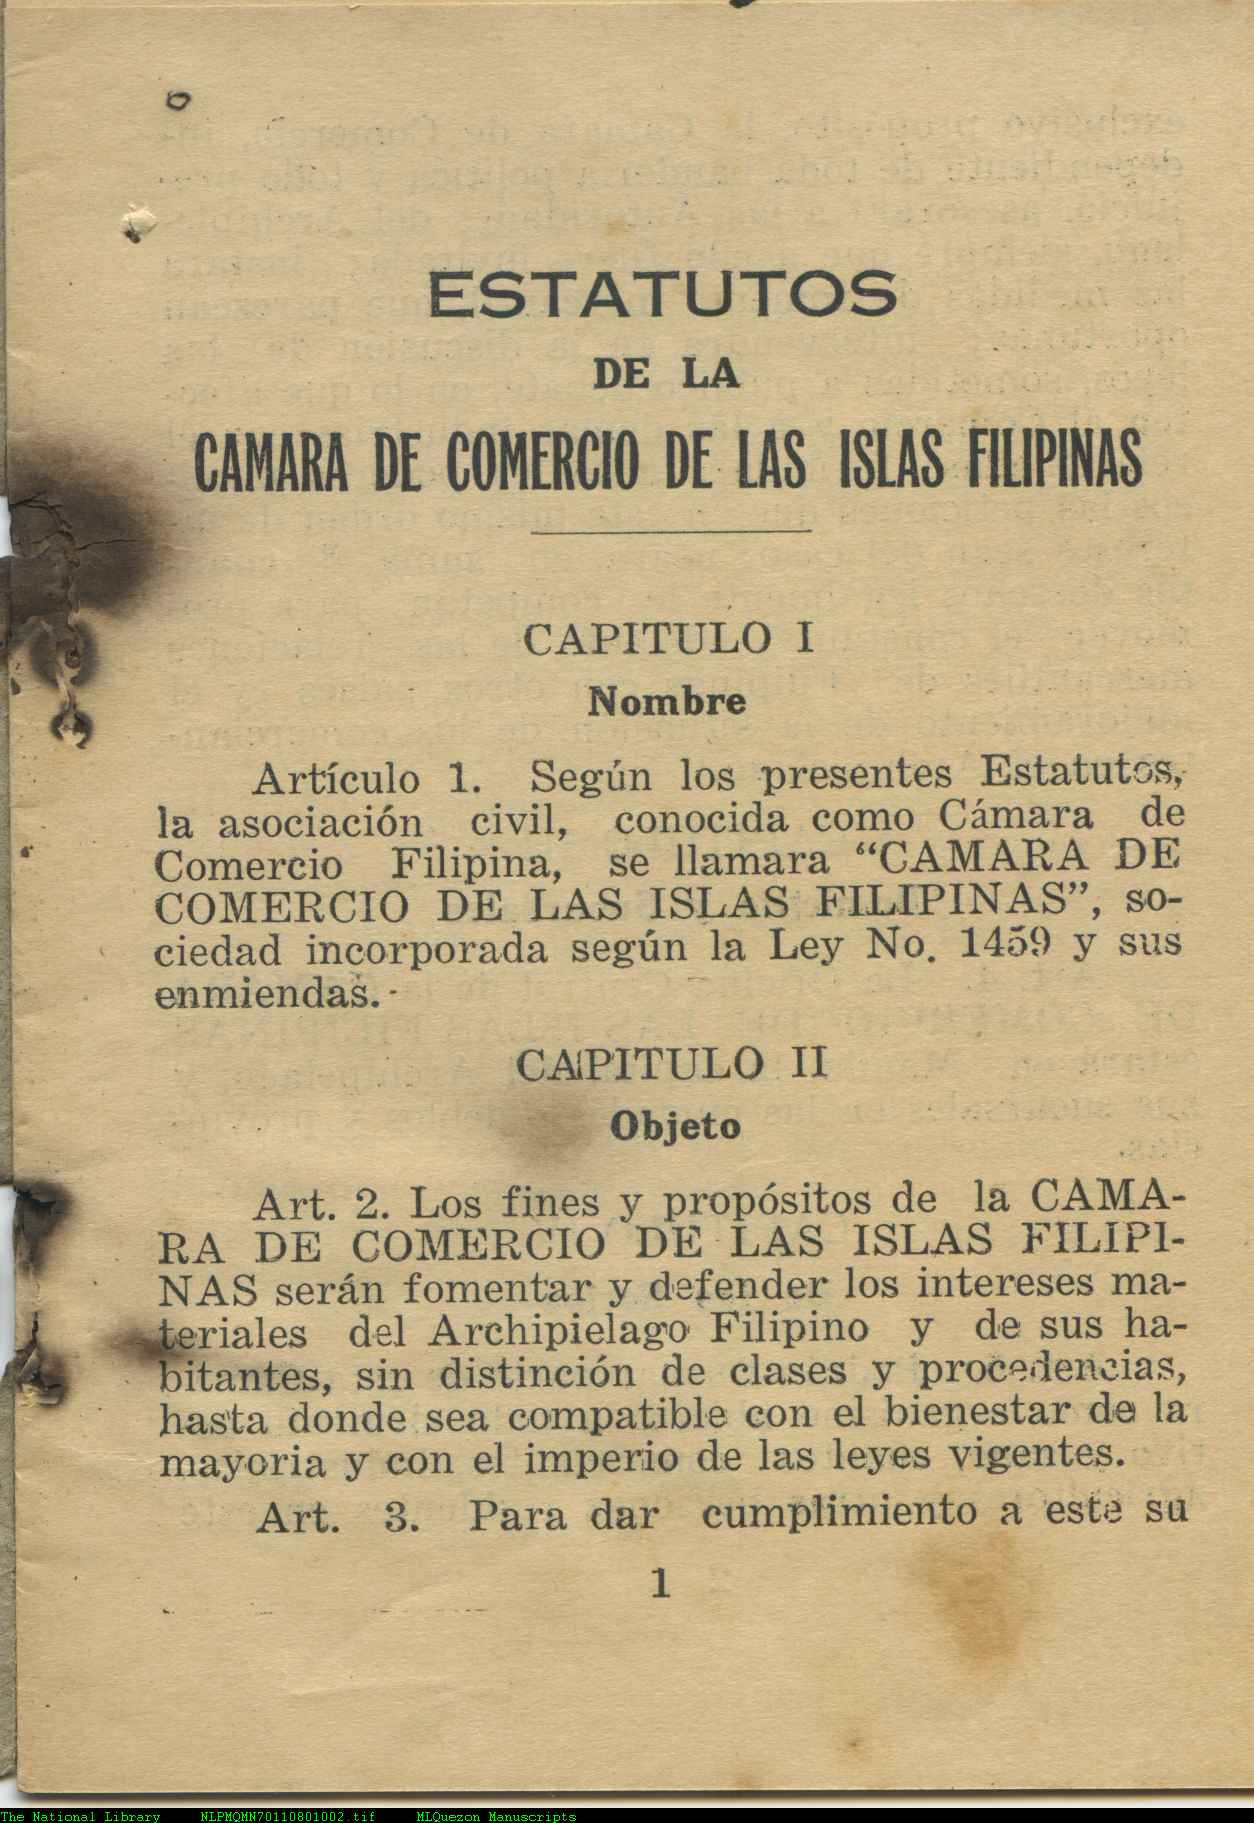 ESTATUTOS
DE LA
CAMARA DE COMERCIO DE LAS ISLAS FILIPINAS
CAPITULO I
Nombre
Artículo 1. Según los presentes Estatutos,
la asociación civil, conocida como Cámara de
Comercio Filipina, se llamara “CAMARA DE
COMERCIO DE LAS ISLAS FILIPINAS”, so-
ciedad incorporada según la Ley No. 1459 y sus
enmiendas.
CAPITULO II
Objeto
Art. 2. Los fines y propósitos de la CAMA-
RA DE COMERCIO DE LAS ISLAS FILIPI-
NAS serán fomentar y defender los intereses ma-
teriales del Archipielago Filipino y de sus ha-
bitantes, sin distinción de clases y procedencias,
hasta donde sea compatible con el bienestar de la
mayoria y con el imperio de las leyes vigentes.
Art. 3. Para dar cumplimiento a este su
1
The National Library NLPMQMN70110801002.tif MLQuezon Manuscripts